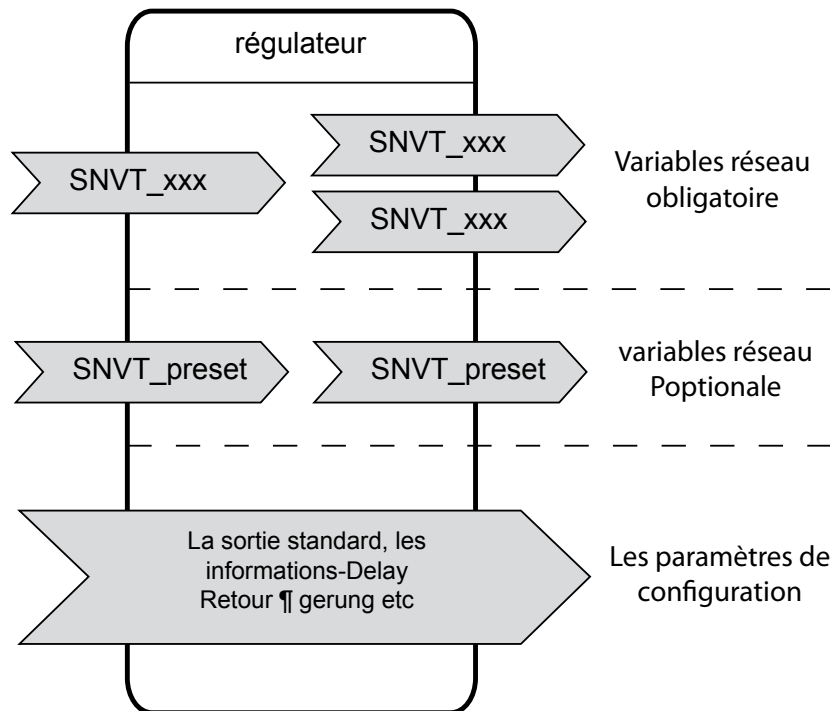 régulateur
SNVT_xxx
SNVT_xxx
SNVT_xxx
Variables réseau
obligatoire
SNVT_preset
SNVT_preset
variables réseau
Poptionale
La sortie standard, les
informations-Delay
Retour ¶ gerung etc
Les paramètres de
configuration